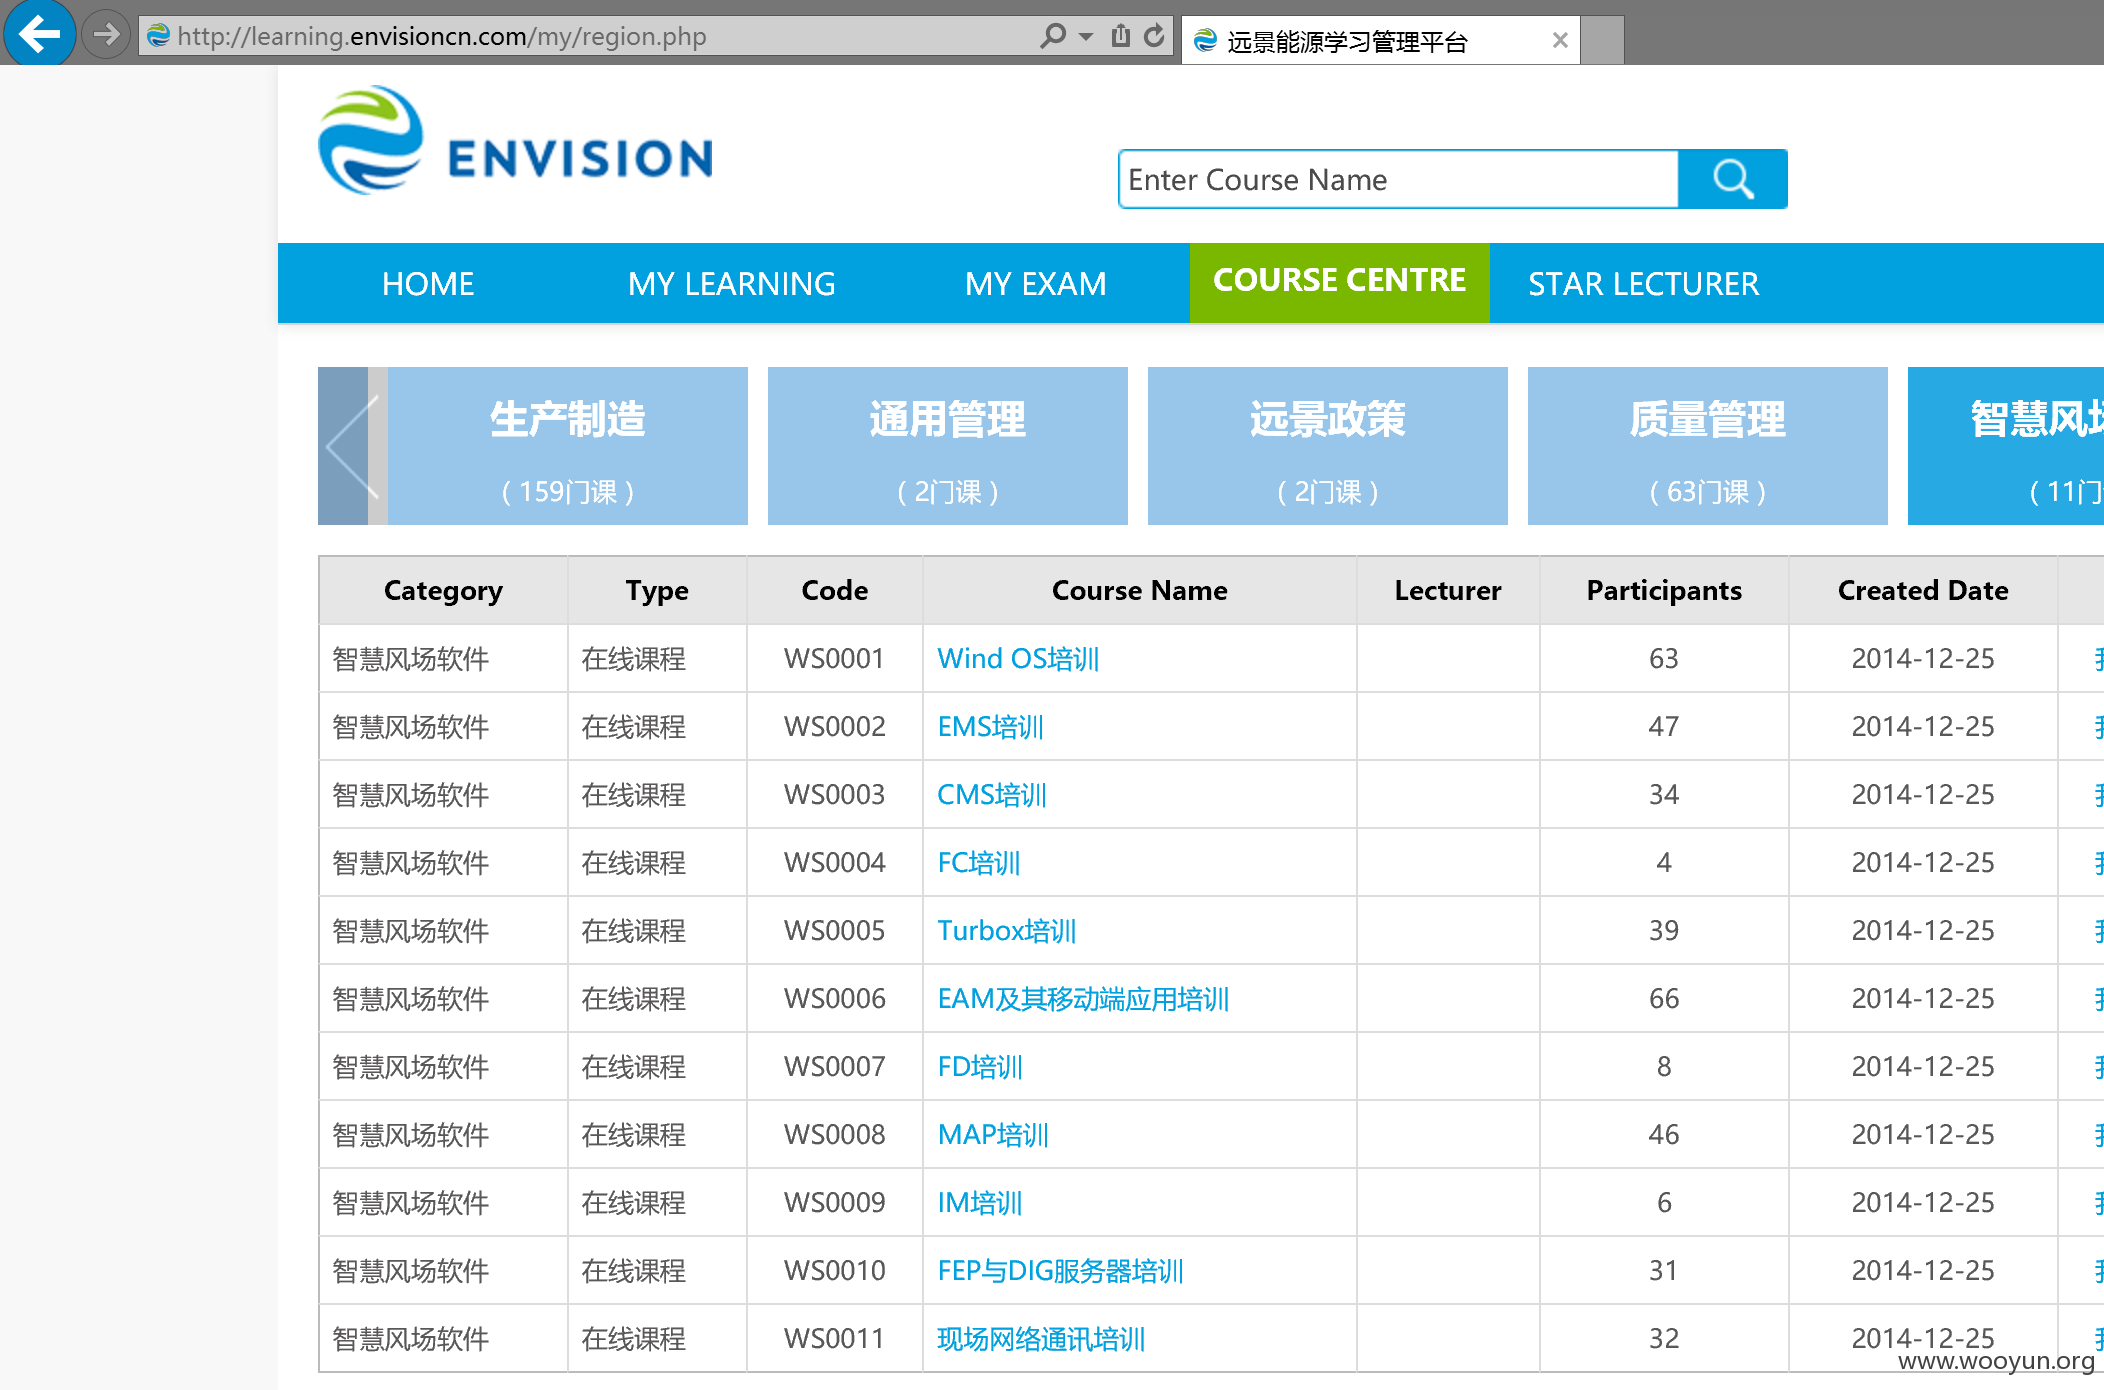 http://learning.envisioncn.com/my/region.php
远景能源学习管理平台
ENVISION
Enter Course Name
HOME MY LEARNING MY EXAM COURSE CENTRE STAR LECTURER
生产制造 通用管理 远景政策 质量管理 智慧风场
(159门课) (2门课) (2门课) (63门课) (11门
Category Type Code Course Name Lecturer Participants Created Date
智慧风场软件 在线课程 WS0001 Wind OS培训 63 2014-12-25
智慧风场软件 在线课程 WS0002 EMS培训 47 2014-12-25
智慧风场软件 在线课程 WS0003 CMS培训 34 2014-12-25
智慧风场软件 在线课程 WS0004 FC培训 4 2014-12-25
智慧风场软件 在线课程 WS0005 Turbox培训 39 2014-12-25
智慧风场软件 在线课程 WS0006 EAM及其移动端应用培训 66 2014-12-25
智慧风场软件 在线课程 WS0007 FD培训 8 2014-12-25
智慧风场软件 在线课程 WS0008 MAP培训 46 2014-12-25
智慧风场软件 在线课程 WS0009 IM培训 6 2014-12-25
智慧风场软件 在线课程 WS0010 FEP与DIG服务器培训 31 2014-12-25
智慧风场软件 在线课程 WS0011 现场网络通讯培训 32 2014-12-25
www.wooyun.org